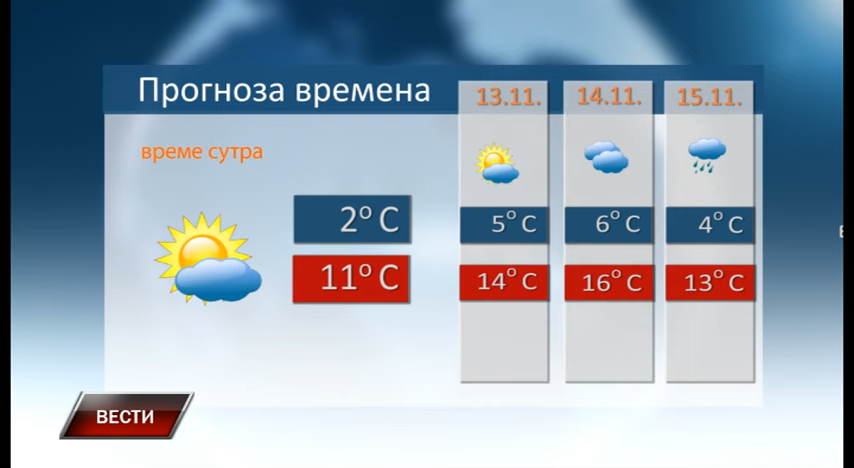 Прогноза времена
13.11.
14.11.
15.11.
време сутра
2° C
11° C
5° C
6° C
4° C
14° C
16° C
13° C
ВЕСТИ